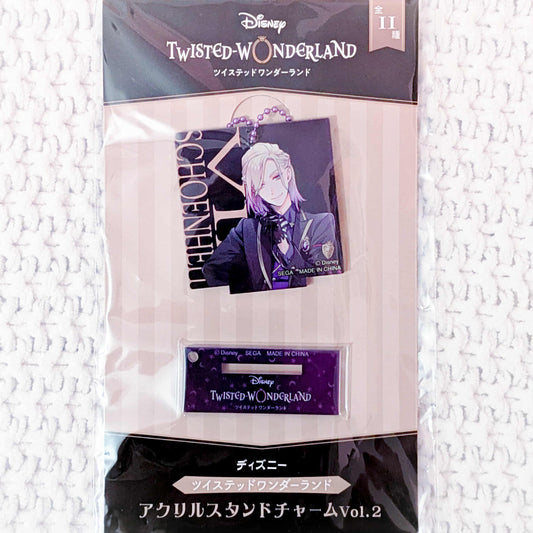 Disney
TWISTED-WONDERLAND
ツイステッドワンダーランド
全
11
種
VI
SCHOENHEI
© Disney
SEGA MADE IN CHINA
© Disney SEGA MADE IN CHINA
Disney
TWISTED-WONDERLAND
ツイステッドワンダーランド
ディズニー
ツイステッドワンダーランド
アクリルスタンドチャームVol.2